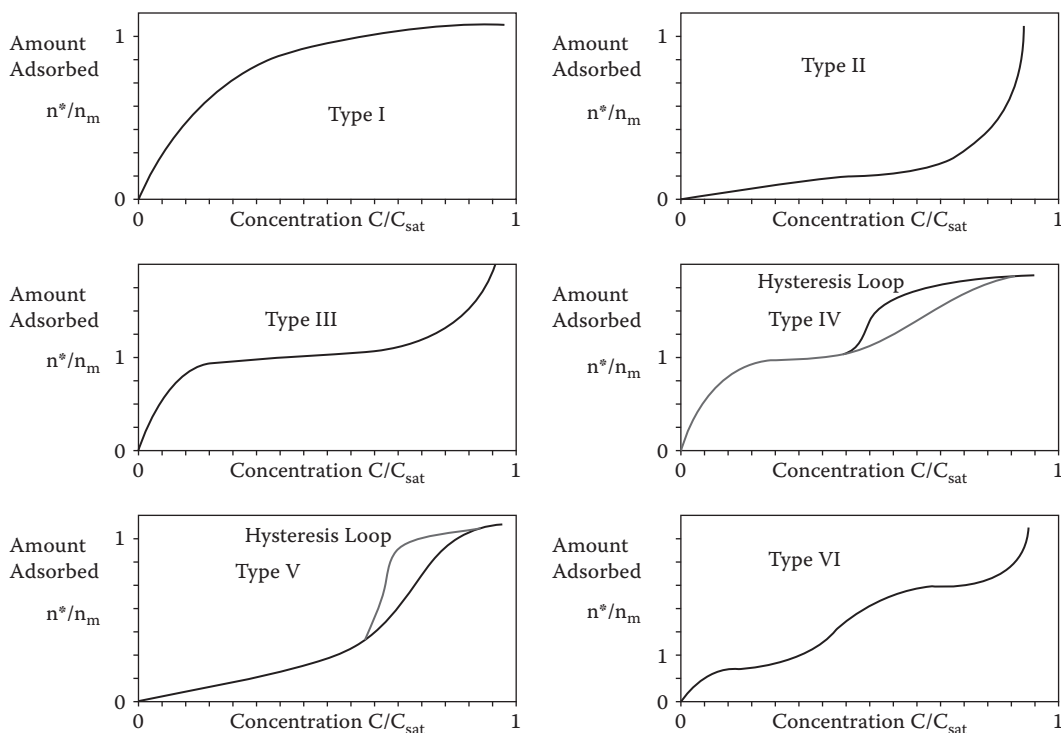 Amount
Adsorbed
n*/nm
1
0
Type I
0
Concentration C/Csat
1
Amount
Adsorbed
n*/nm
1
0
Type II
0
Concentration C/Csat
1
Amount
Adsorbed
n*/nm
1
0
Type III
0
Concentration C/Csat
1
Amount
Adsorbed
n*/nm
1
0
Hysteresis Loop
Type IV
0
Concentration C/Csat
1
Amount
Adsorbed
n*/nm
1
0
Hysteresis Loop
Type V
0
Concentration C/Csat
1
Amount
Adsorbed
n*/nm
1
0
Type VI
0
Concentration C/Csat
1